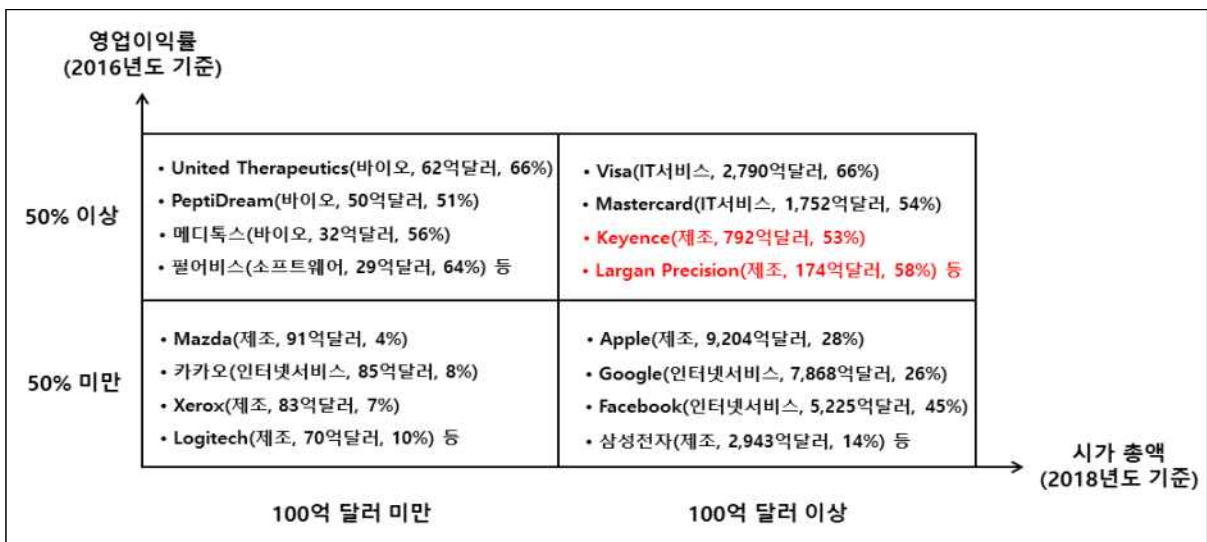 영업이익률
(2016년도 기준)
50% 이상
• United Therapeutics(바이오, 62억달러, 66%)
• PeptiDream(바이오, 50억달러, 51%)
• 메디톡스(바이오, 32억달러, 56%)
• 펄어비스(소프트웨어, 29억달러, 64%) 등
• Visa(IT서비스, 2,790억달러, 66%)
• Mastercard(IT서비스, 1,752억달러, 54%)
• Keyence(제조, 792억달러, 53%)
• Largan Precision(제조, 174억달러, 58%) 등
50% 미만
• Mazda(제조, 91억달러, 4%)
• 카카오(인터넷서비스, 85억달러, 8%)
• Xerox(제조, 83억달러, 7%)
• Logitech(제조, 70억달러, 10%) 등
• Apple(제조, 9,204억달러, 28%)
• Google(인터넷서비스, 7,868억달러, 26%)
• Facebook(인터넷서비스, 5,225억달러, 45%)
• 삼성전자(제조, 2,943억달러, 14%) 등
시가 총액
(2018년도 기준)
100억 달러 미만
100억 달러 이상